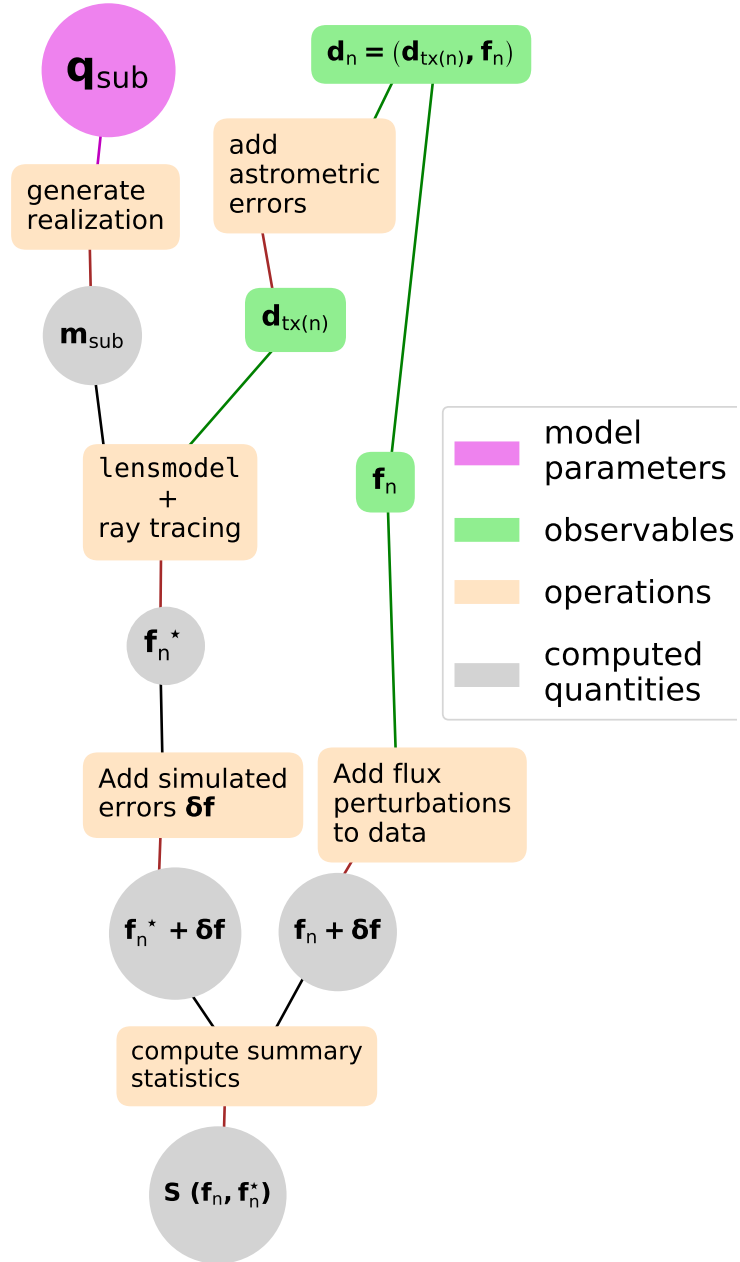 q_sub
d_n = (d_tx(n), f_n)
add
astrometric
errors
generate
realization
d_tx(n)
m_sub
model
parameters
lensmodel
+
ray tracing
f_n
observables
operations
f_n^⋆
computed
quantities
Add simulated
errors δf
Add flux
perturbations
to data
f_n^⋆ + δf
f_n + δf
compute summary
statistics
S (f_n, f_n^⋆)